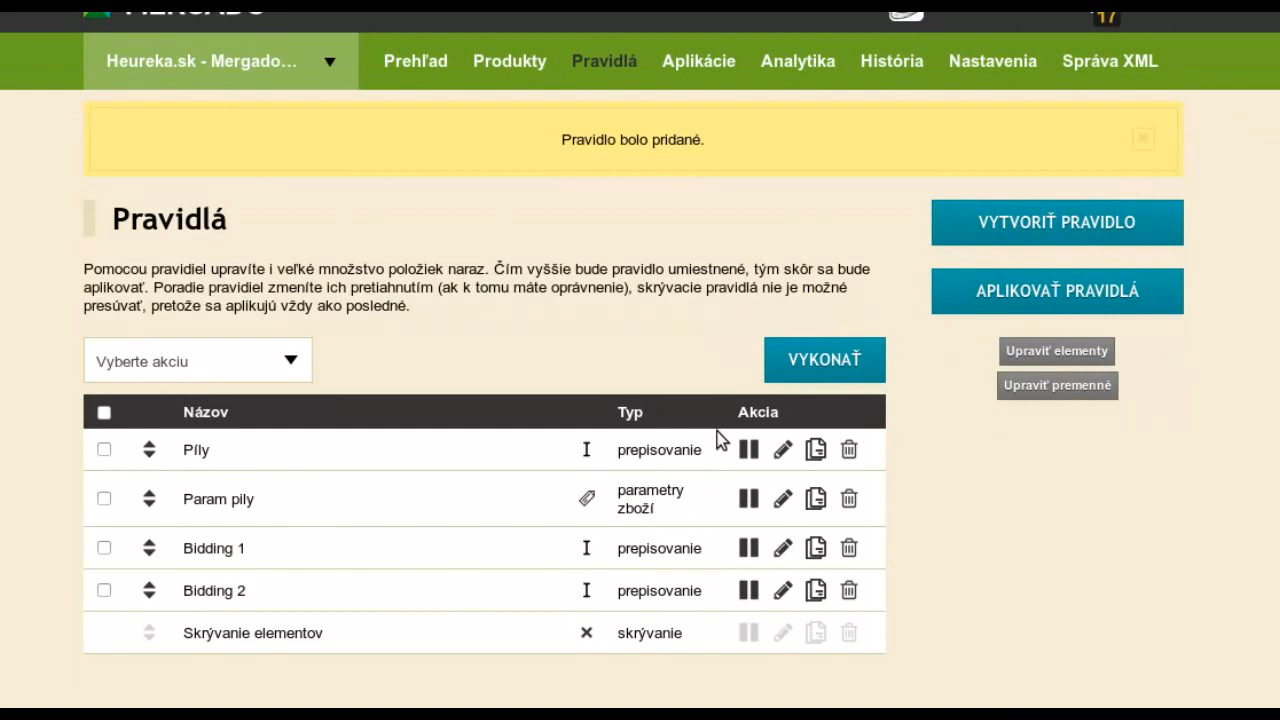 17
Heureka.sk - Mergado...
Prehľad
Produkty
Pravidlá
Aplikácie
Analytika
História
Nastavenia
Správa XML
Pravidlo bolo pridané.
Pravidlá
VYTVORIŤ PRAVIDLO
Pomocou pravidiel upravíte i veľké množstvo položiek naraz. Čím vyššie bude pravidlo umiestnené, tým skôr sa bude
aplikovať. Poradie pravidiel zmeníte ich pretiahnutím (ak k tomu máte oprávnenie), skrývacie pravidlá nie je možné
presúvať, pretože sa aplikujú vždy ako posledné.
APLIKOVAŤ PRAVIDLÁ
Vyberte akciu
VYKONAŤ
Upraviť elementy
Upraviť premenné
Názov
Typ
Akcia
Píly
prepisovanie
Param pily
parametry
zboží
Bidding 1
prepisovanie
Bidding 2
prepisovanie
Skrývanie elementov
skrývanie